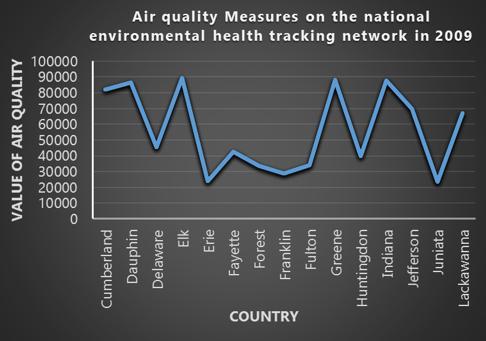 Air quality Measures on the national
environmental health tracking network in 2009
VALUE OF AIR QUALITY
100000
90000
80000
70000
60000
50000
40000
30000
20000
10000
0
Cumberland
Dauphin
Delaware
Elk
Erie
Fayette
Forest
Franklin
Fulton
Greene
Huntingdon
Indiana
Jefferson
Juniata
Lackawanna
COUNTRY